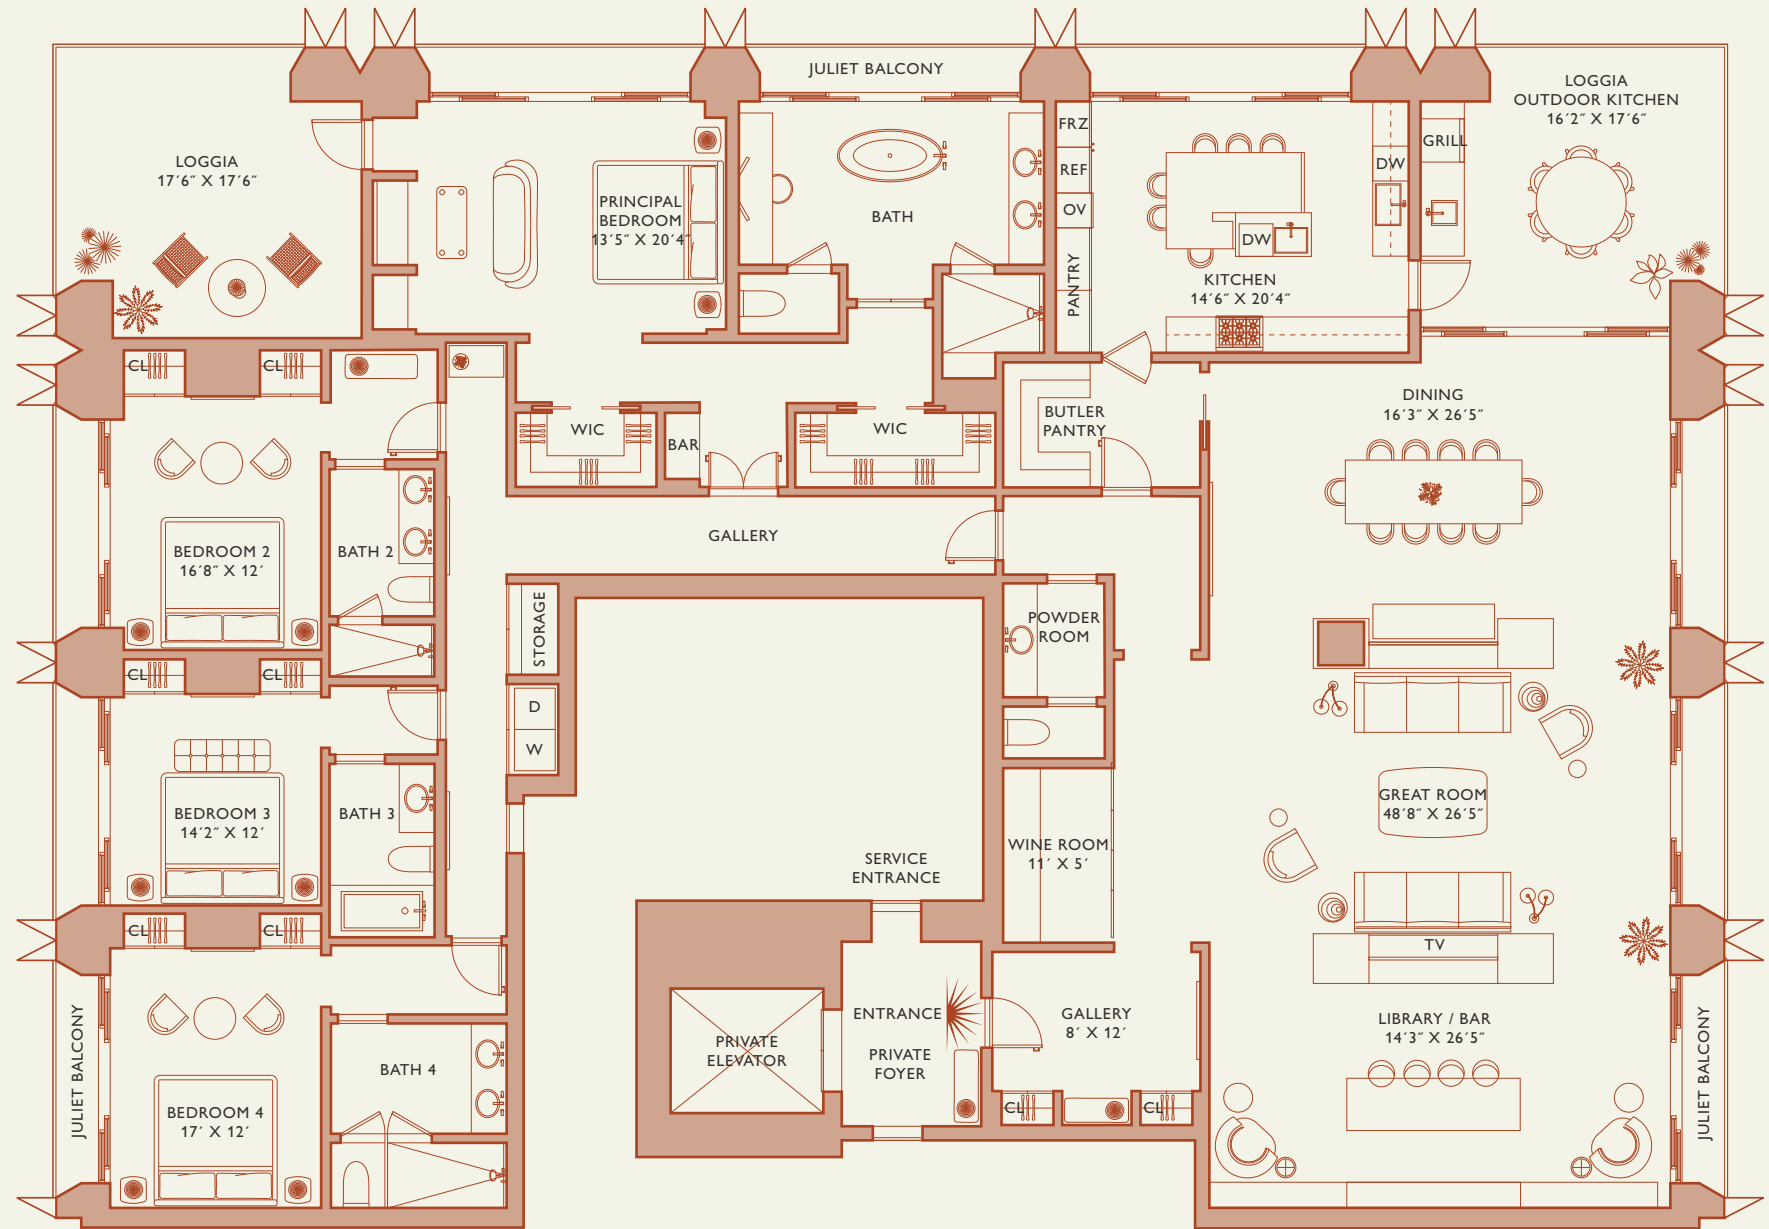 JULIET BALCONY
LOGGIA
OUTDOOR KITCHEN
16´2˝ X 17´6˝
LOGGIA
17´6˝ X 17´6˝
PRINCIPAL
BEDROOM
13´5˝ X 20´4˝
BATH
FRZ
REF
OV
PANTRY
DW
DW
GRILL
KITCHEN
14´6˝ X 20´4˝
CL
CL
WIC
BAR
WIC
BUTLER
PANTRY
DINING
16´3˝ X 26´5˝
BEDROOM 2
16´8˝ X 12´
BATH 2
GALLERY
STORAGE
POWDER
ROOM
CL
CL
D
W
BEDROOM 3
14´2˝ X 12´
BATH 3
GREAT ROOM
48´8˝ X 26´5˝
WINE ROOM
11´ X 5´
SERVICE
ENTRANCE
CL
CL
TV
JULIET BALCONY
BEDROOM 4
17´ X 12´
BATH 4
PRIVATE
ELEVATOR
ENTRANCE
PRIVATE
FOYER
GALLERY
8´ X 12´
CL
CL
LIBRARY / BAR
14´3˝ X 26´5˝
JULIET BALCONY